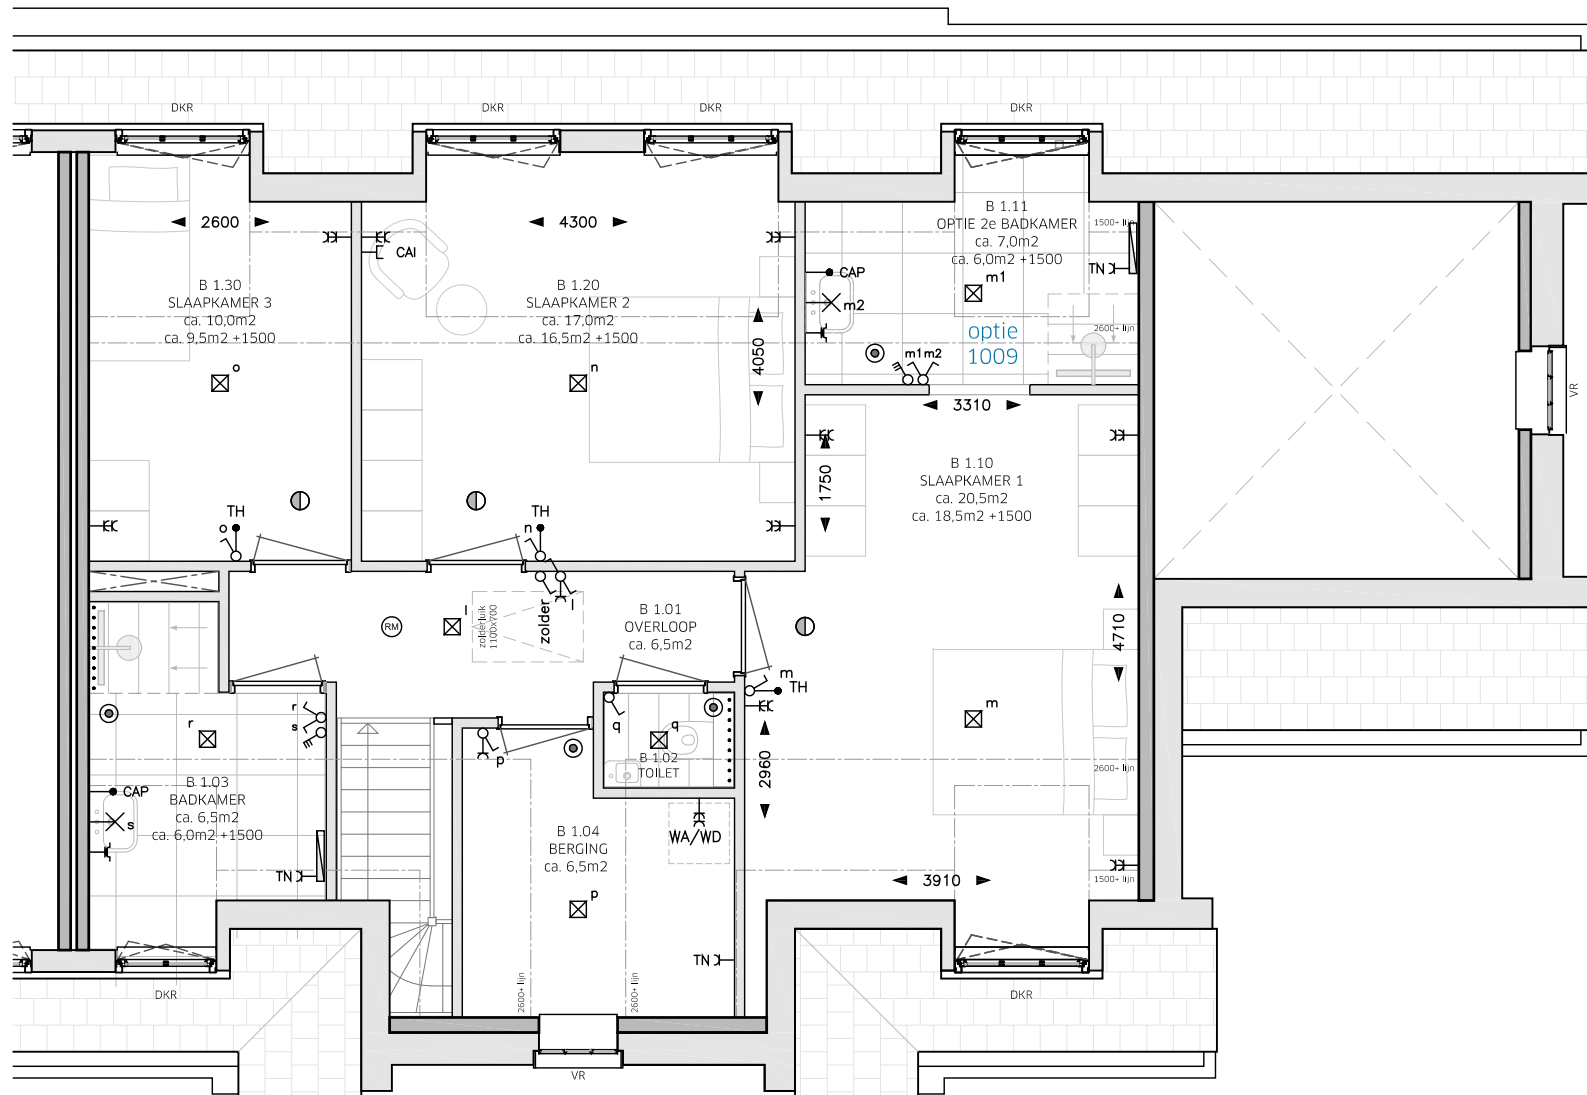 DKR
DKR
DKR
DKR
2600
4300
B 1.11
OPTIE 2e BADKAMER
ca. 7,0m2
ca. 6,0m2 +1500
1500+ lijn
CAI
CAP
TN
m1
m2
B 1.30
SLAAPKAMER 3
ca. 10,0m2
ca. 9,5m2 +1500
B 1.20
SLAAPKAMER 2
ca. 17,0m2
ca. 16,5m2 +1500
4050
optie
1009
2600+ lijn
m1 m2
o
n
3310
VR
1750
B 1.10
SLAAPKAMER 1
ca. 20,5m2
ca. 18,5m2 +1500
TH
o
TH
n
l
zolder
zolderluik
1100x700
RM
l
B 1.01
OVERLOOP
ca. 6,5m2
4710
m
TH
r
r
s
q
q
m
B 1.02
TOILET
p
2960
2600+ lijn
B 1.03
BADKAMER
ca. 6,5m2
ca. 6,0m2 +1500
CAP
s
WA/WD
B 1.04
BERGING
ca. 6,5m2
TN
3910
1500+ lijn
p
TN
2600+ lijn
2600+ lijn
DKR
DKR
VR